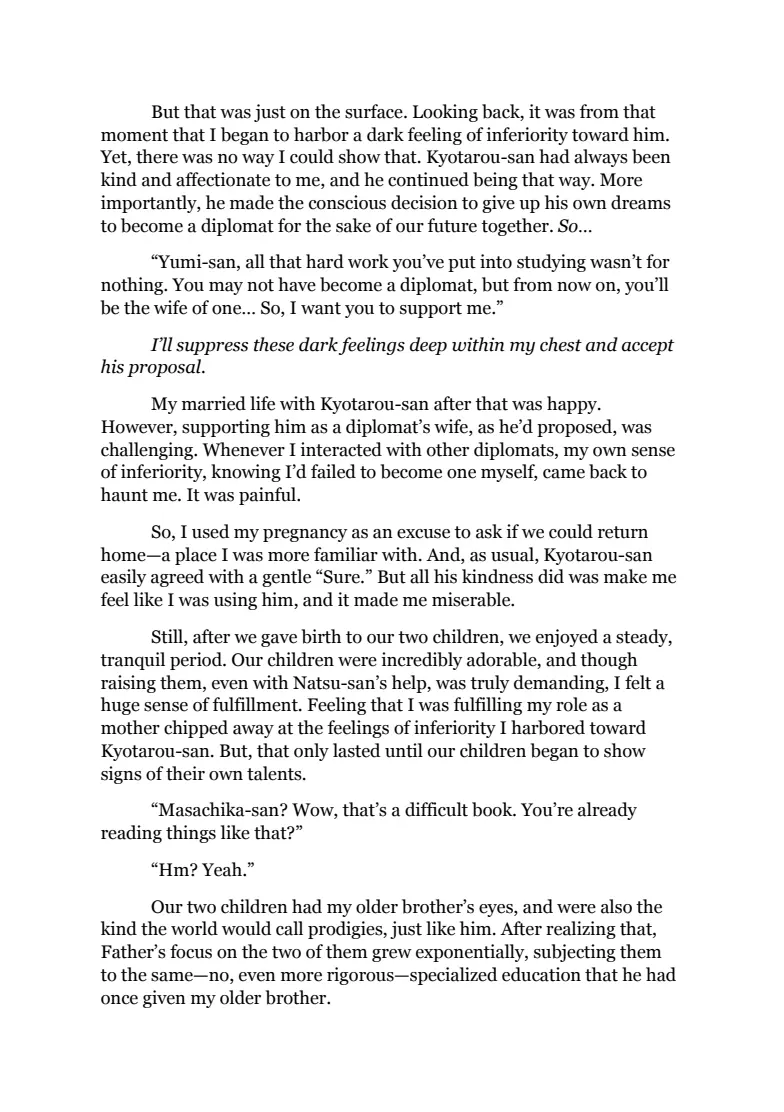 But that was just on the surface. Looking back, it was from that
moment that I began to harbor a dark feeling of inferiority toward him.
Yet, there was no way I could show that. Kyotarou-san had always been
kind and affectionate to me, and he continued being that way. More
importantly, he made the conscious decision to give up his own dreams
to become a diplomat for the sake of our future together. So…
“Yumi-san, all that hard work you’ve put into studying wasn’t for
nothing. You may not have become a diplomat, but from now on, you’ll
be the wife of one… So, I want you to support me.”
I’ll suppress these dark feelings deep within my chest and accept
his proposal.
My married life with Kyotarou-san after that was happy.
However, supporting him as a diplomat’s wife, as he’d proposed, was
challenging. Whenever I interacted with other diplomats, my own sense
of inferiority, knowing I’d failed to become one myself, came back to
haunt me. It was painful.
So, I used my pregnancy as an excuse to ask if we could return
home—a place I was more familiar with. And, as usual, Kyotarou-san
easily agreed with a gentle “Sure.” But all his kindness did was make me
feel like I was using him, and it made me miserable.
Still, after we gave birth to our two children, we enjoyed a steady,
tranquil period. Our children were incredibly adorable, and though
raising them, even with Natsu-san’s help, was truly demanding, I felt a
huge sense of fulfillment. Feeling that I was fulfilling my role as a
mother chipped away at the feelings of inferiority I harbored toward
Kyotarou-san. But, that only lasted until our children began to show
signs of their own talents.
“Masachika-san? Wow, that’s a difficult book. You’re already
reading things like that?”
“Hm? Yeah.”
Our two children had my older brother’s eyes, and were also the
kind the world would call prodigies, just like him. After realizing that,
Father’s focus on the two of them grew exponentially, subjecting them
to the same—no, even more rigorous—specialized education that he had
once given my older brother.